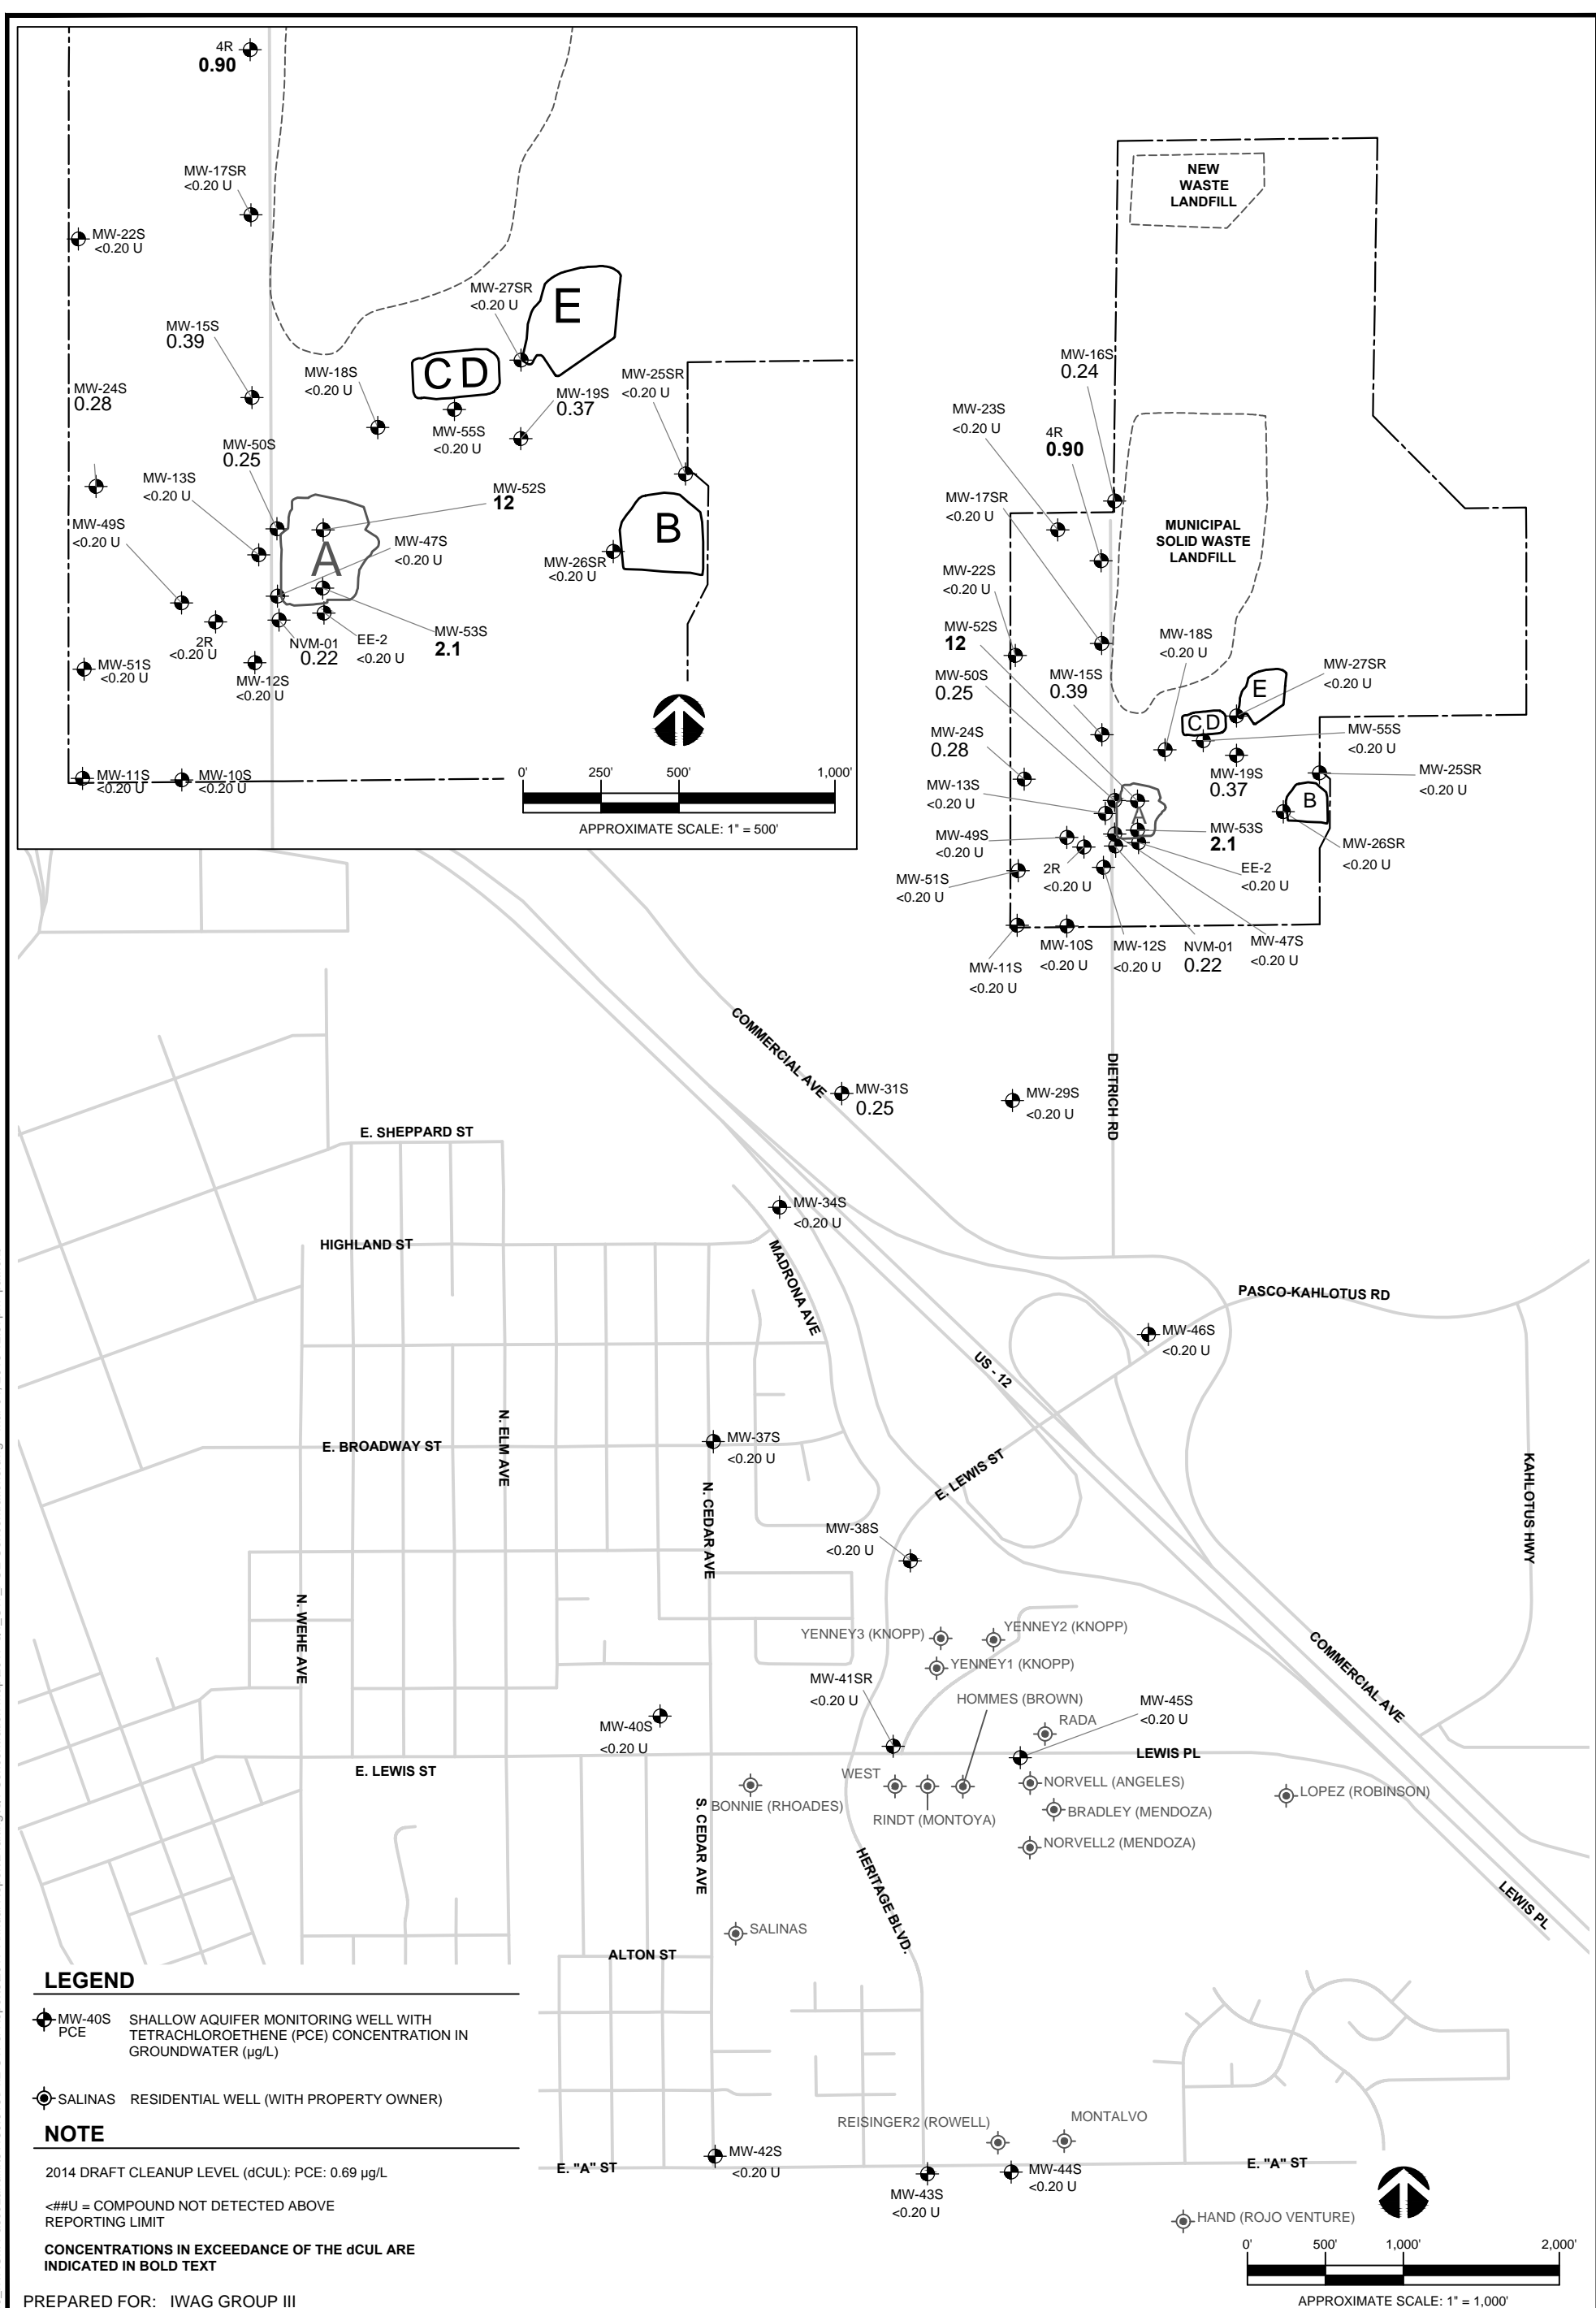 4R
0.90
MW-17SR
<0.20 U
MW-22S
<0.20 U
MW-27SR
<0.20 U
E
MW-15S
0.39
MW-18S
<0.20 U
C D
MW-25SR
<0.20 U
MW-24S
0.28
MW-19S
0.37
MW-55S
<0.20 U
MW-50S
0.25
MW-13S
<0.20 U
MW-52S
12
MW-49S
<0.20 U
A
MW-47S
<0.20 U
B
MW-26SR
<0.20 U
2R
<0.20 U
NVM-01
0.22
EE-2
<0.20 U
MW-53S
2.1
MW-51S
<0.20 U
MW-12S
<0.20 U
MW-11S
<0.20 U
MW-10S
<0.20 U
0'
250'
500'
1,000'
APPROXIMATE SCALE: 1" = 500'
NEW
WASTE
LANDFILL
MW-16S
0.24
MW-23S
<0.20 U
4R
0.90
MW-17SR
<0.20 U
MUNICIPAL
SOLID WASTE
LANDFILL
MW-22S
<0.20 U
MW-52S
12
MW-18S
<0.20 U
MW-50S
0.25
MW-15S
0.39
MW-27SR
<0.20 U
E
C D
MW-24S
0.28
MW-55S
<0.20 U
MW-19S
0.37
MW-25SR
<0.20 U
MW-13S
<0.20 U
A
B
MW-49S
<0.20 U
MW-53S
2.1
MW-26SR
<0.20 U
MW-51S
<0.20 U
2R
<0.20 U
EE-2
<0.20 U
MW-11S
<0.20 U
MW-10S
<0.20 U
MW-12S
<0.20 U
NVM-01
0.22
MW-47S
<0.20 U
COMMERCIAL AVE
MW-31S
0.25
MW-29S
<0.20 U
DIETRICH RD
E. SHEPPARD ST
MW-34S
<0.20 U
HIGHLAND ST
MADRONA AVE
PASCO-KAHLOTUS RD
MW-46S
<0.20 U
US - 12
N. ELM AVE
E. BROADWAY ST
MW-37S
<0.20 U
E. LEWIS ST
KAHLOTUS HWY
N. CEDAR AVE
MW-38S
<0.20 U
N. WEHE AVE
YENNEY3 (KNOPP)
YENNEY2 (KNOPP)
YENNEY1 (KNOPP)
COMMERCIAL AVE
MW-41SR
<0.20 U
HOMMES (BROWN)
MW-45S
<0.20 U
RADA
MW-40S
<0.20 U
LEWIS PL
E. LEWIS ST
WEST
NORVELL (ANGELES)
LOPEZ (ROBINSON)
BONNIE (RHOADES)
RINDT (MONTOYA)
BRADLEY (MENDOZA)
S. CEDAR AVE
NORVELL2 (MENDOZA)
HERITAGE BLVD.
LEWIS PL
SALINAS
ALTON ST
LEGEND
MW-40S
PCE
SHALLOW AQUIFER MONITORING WELL WITH
TETRACHLOROETHENE (PCE) CONCENTRATION IN
GROUNDWATER (µg/L)
SALINAS RESIDENTIAL WELL (WITH PROPERTY OWNER)
NOTE
2014 DRAFT CLEANUP LEVEL (dCUL): PCE: 0.69 µg/L
<##U = COMPOUND NOT DETECTED ABOVE
REPORTING LIMIT
CONCENTRATIONS IN EXCEEDANCE OF THE dCUL ARE
INDICATED IN BOLD TEXT
PREPARED FOR: IWAG GROUP III
REISINGER2 (ROWELL)
MONTALVO
MW-42S
<0.20 U
E. "A" ST
MW-43S
<0.20 U
MW-44S
<0.20 U
E. "A" ST
HAND (ROJO VENTURE)
0'
500'
1,000'
2,000'
APPROXIMATE SCALE: 1" = 1,000'